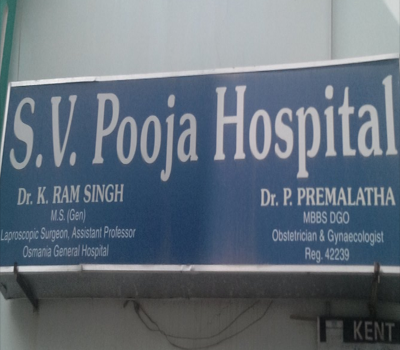 S.V. Pooja Hospital
Dr. K. RAM SINGH
M.S. (Gen)
Laproscopic Surgeon, Assistant Professor
Osmania General Hospital
Dr. P. PREMALATHA
MBBS DGO
Obstetrician & Gynaecologist
Reg. 42239
KENT